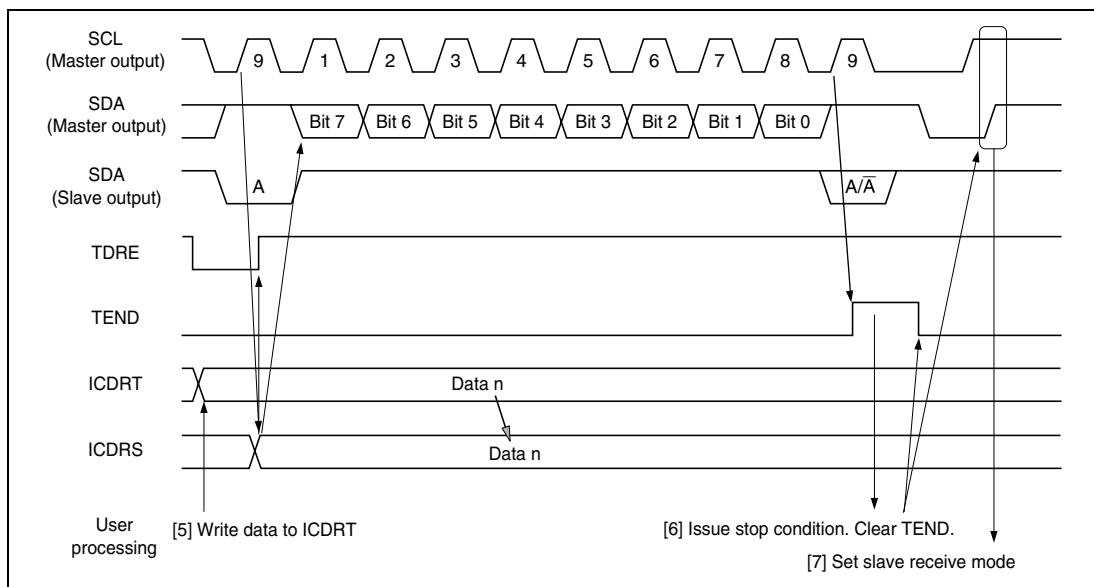 SCL
(Master output)
9 1 2 3 4 5 6 7 8 9
SDA
(Master output)
Bit 7 Bit 6 Bit 5 Bit 4 Bit 3 Bit 2 Bit 1 Bit 0
SDA
(Slave output)
A A/A̅
TDRE
TEND
ICDRT
Data n
ICDRS
Data n
User
processing
[5] Write data to ICDRT
[6] Issue stop condition. Clear TEND.
[7] Set slave receive mode